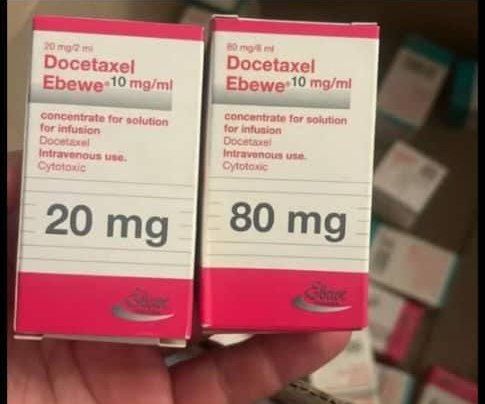 20 mg/2 ml
Docetaxel
Ebewe® 10 mg/ml
concentrate for solution
for infusion
Docetaxel
Intravenous use.
Cytotoxic
20 mg
Ebewe
80 mg/8 ml
Docetaxel
Ebewe® 10 mg/ml
concentrate for solution
for infusion
Docetaxel
Intravenous use.
Cytotoxic
80 mg
Ebewe